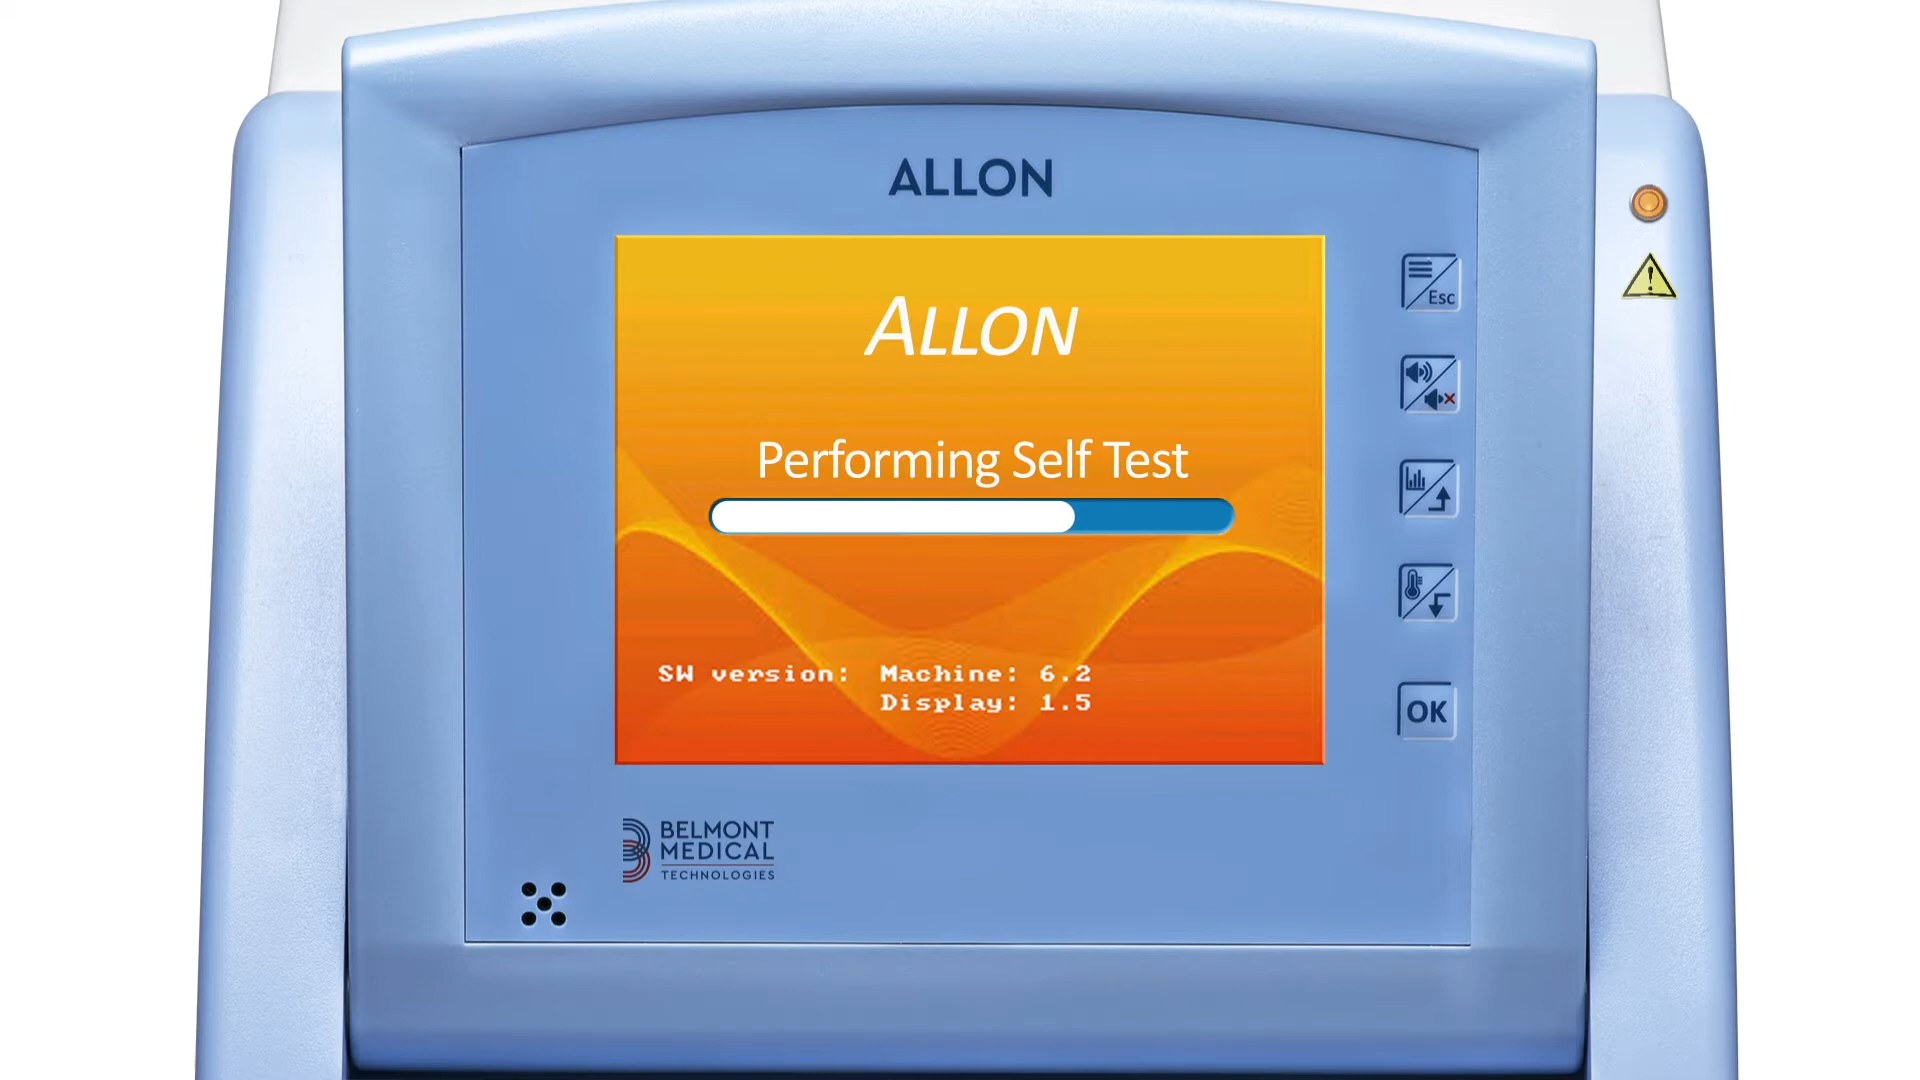 ALLON
ALLON
Performing Self Test
SW version: Machine: 6.2
Display: 1.5
Esc
OK
BELMONT
MEDICAL
TECHNOLOGIES